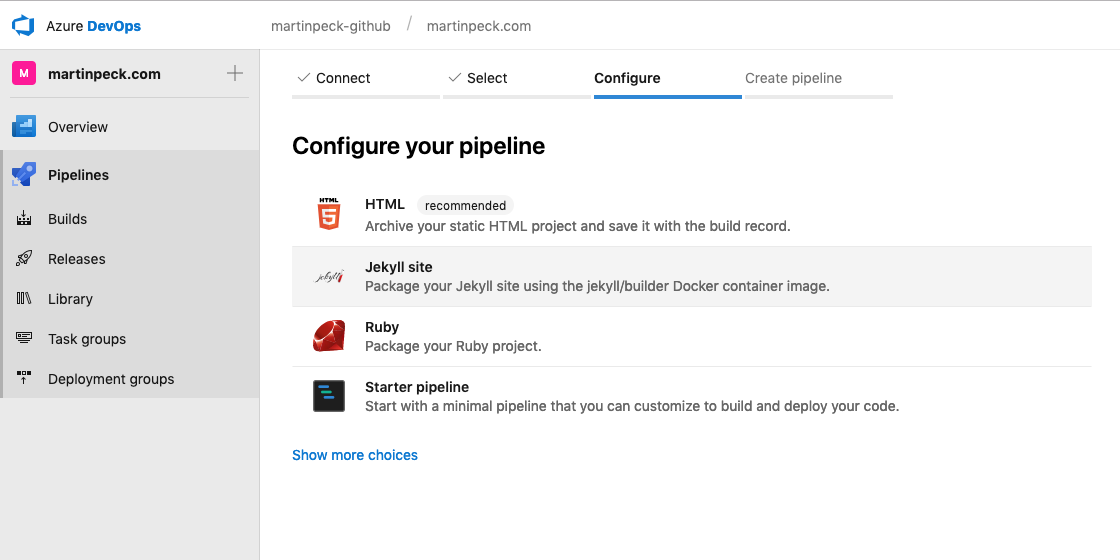 Azure DevOps
martinpeck-github / martinpeck.com
M martinpeck.com
Overview
Pipelines
Builds
Releases
Library
Task groups
Deployment groups
Connect Select Configure Create pipeline
Configure your pipeline
HTML 5
HTML recommended
Archive your static HTML project and save it with the build record.
jekyll
Jekyll site
Package your Jekyll site using the jekyll/builder Docker container image.
Ruby
Package your Ruby project.
Starter pipeline
Start with a minimal pipeline that you can customize to build and deploy your code.
Show more choices